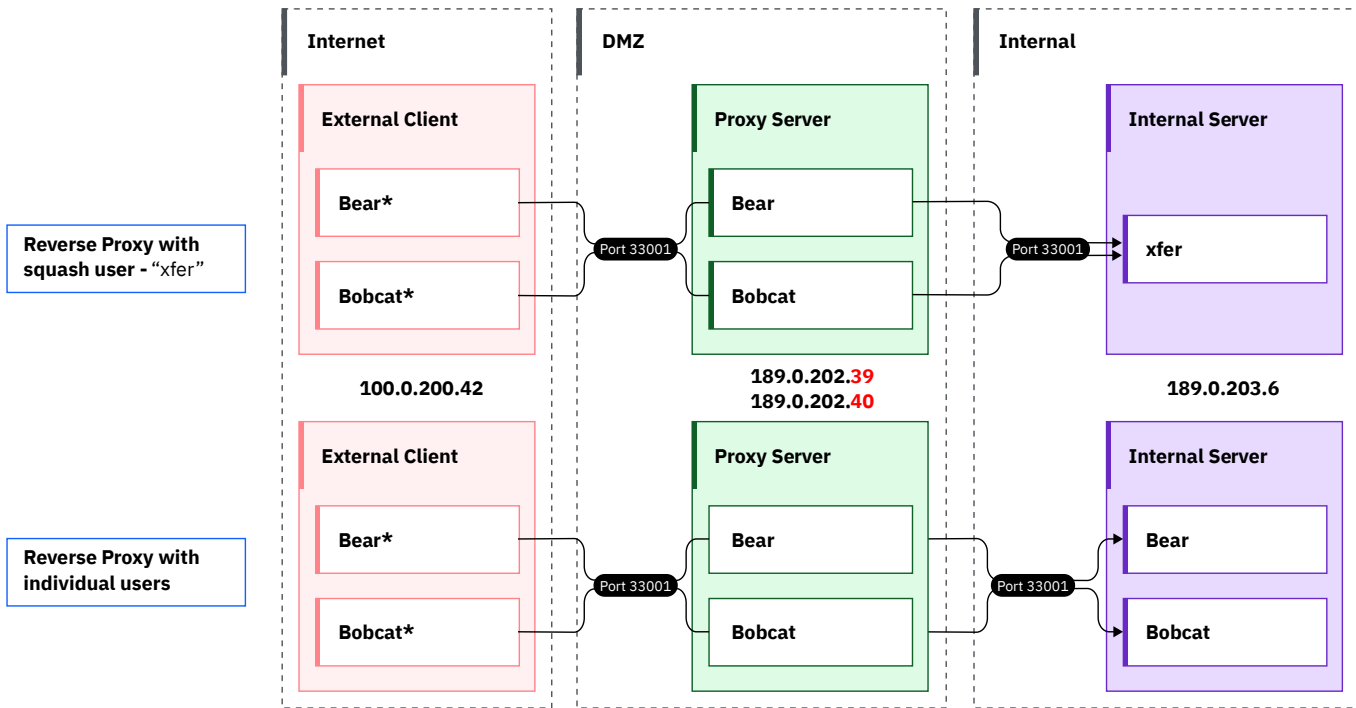 Internet
DMZ
Internal
External Client
Proxy Server
Internal Server
Bear*
Bear
Reverse Proxy with
squash user - “xfer”
Port 33001
Port 33001
xfer
Bobcat*
Bobcat
100.0.200.42
189.0.202.39
189.0.202.40
189.0.203.6
External Client
Proxy Server
Internal Server
Bear*
Bear
Bear
Reverse Proxy with
individual users
Port 33001
Port 33001
Bobcat*
Bobcat
Bobcat